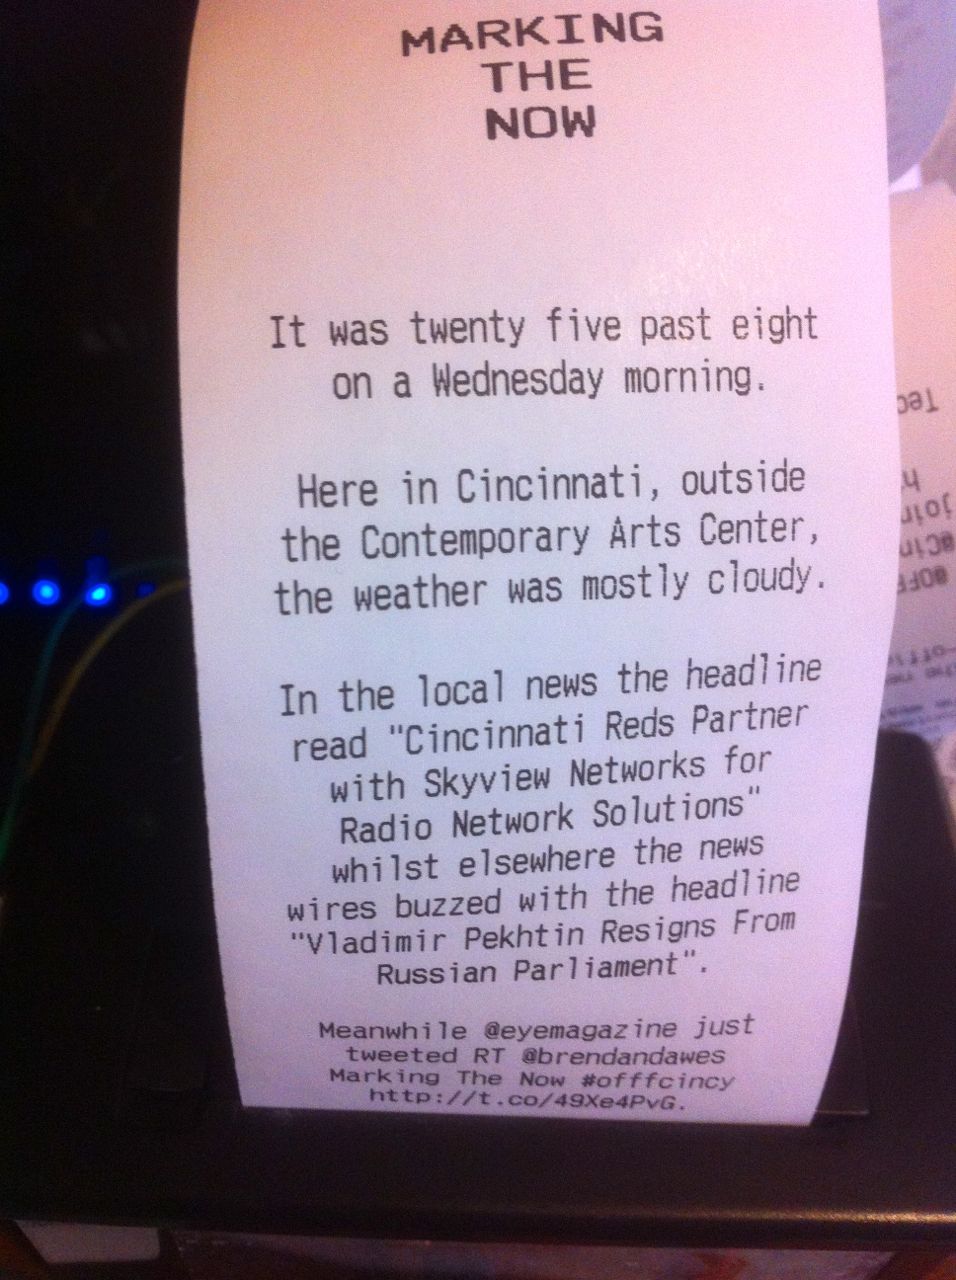 MARKING
THE
NOW
It was twenty five past eight
on a Wednesday morning.
Here in Cincinnati, outside
the Contemporary Arts Center,
the weather was mostly cloudy.
In the local news the headline
read "Cincinnati Reds Partner
with Skyview Networks for
Radio Network Solutions"
whilst elsewhere the news
wires buzzed with the headline
"Vladimir Pekhtin Resigns From
Russian Parliament".
Meanwhile @eyemagazine just
tweeted RT @brendandawes
Marking The Now #offfcincy
http://t.co/49Xe4PvG.